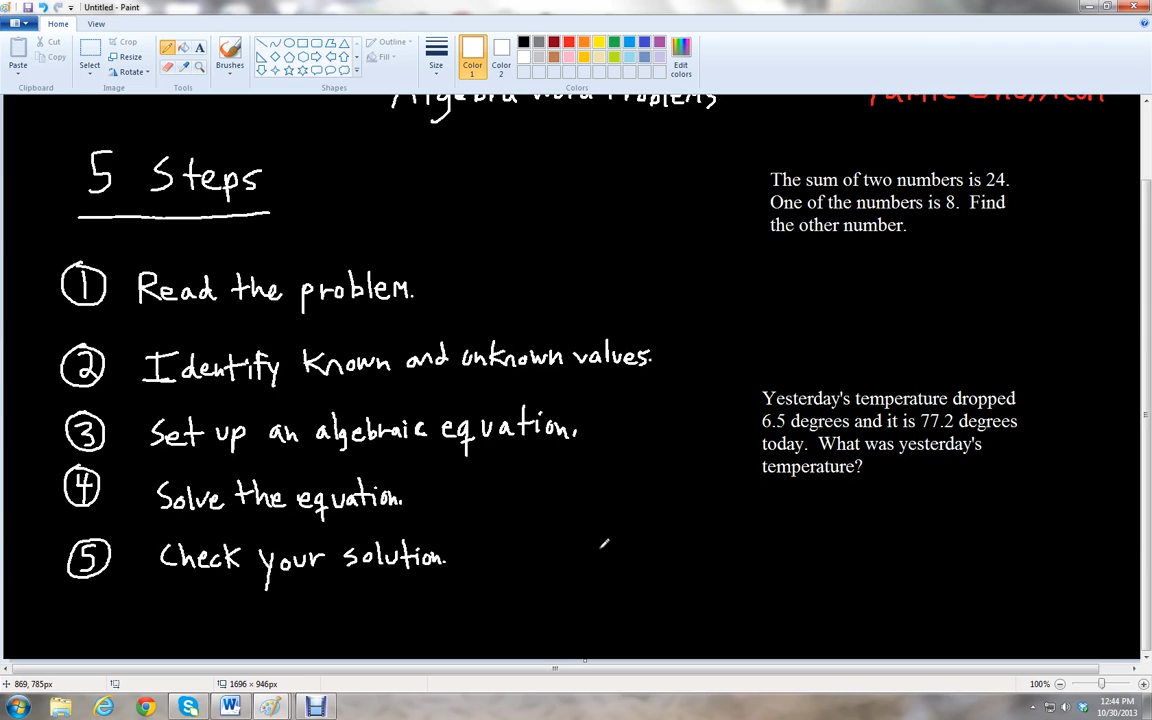 Untitled - Paint
Home
View
Paste
Cut
Copy
Clipboard
Select
Crop
Resize
Rotate
Image
A
Tools
Brushes
Outline
Fill
Shapes
Size
Color 1
Color 2
Edit colors
Colors
Algebra Word Problems
5 Steps
① Read the problem.
② Identify known and unknown values.
③ Set up an algebraic equation.
④ Solve the equation.
⑤ Check your solution.
The sum of two numbers is 24.
One of the numbers is 8. Find
the other number.
Yesterday's temperature dropped
6.5 degrees and it is 77.2 degrees
today. What was yesterday's
temperature?
869, 785px
1696 × 946px
100%
12:44 PM
10/30/2013